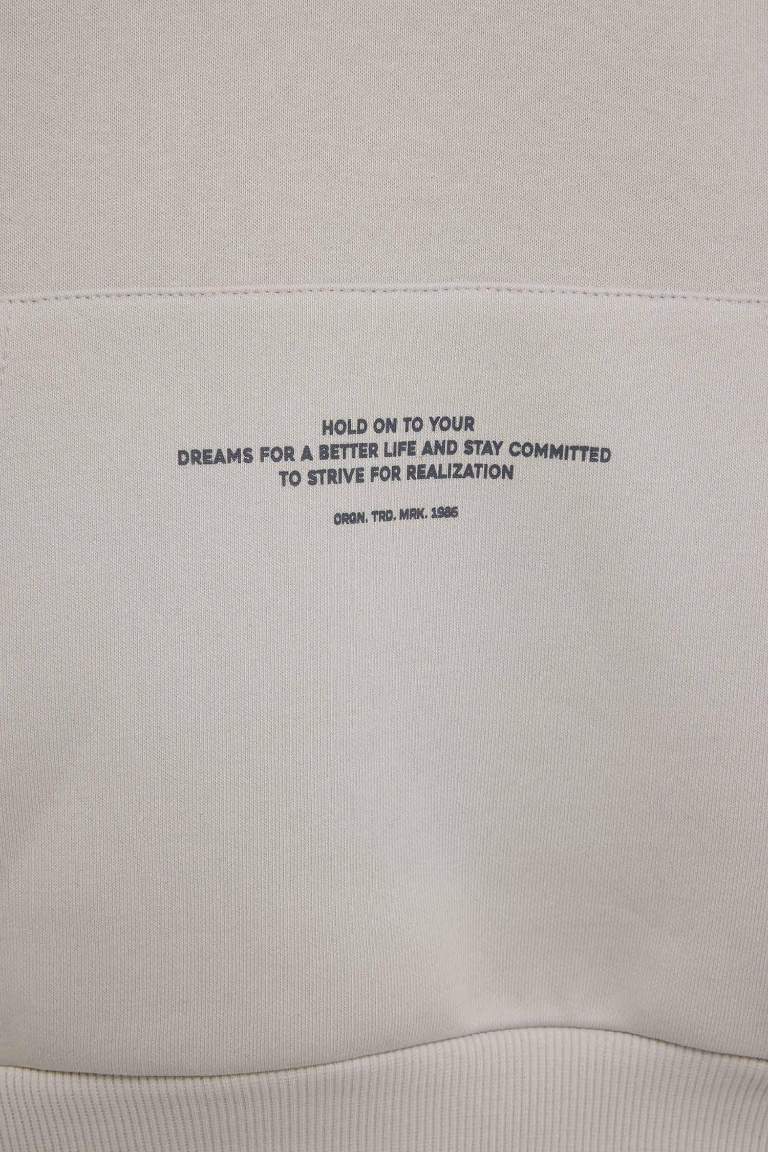 HOLD ON TO YOUR
DREAMS FOR A BETTER LIFE AND STAY COMMITTED
TO STRIVE FOR REALIZATION
ORGN. TRD. MRK. 1986